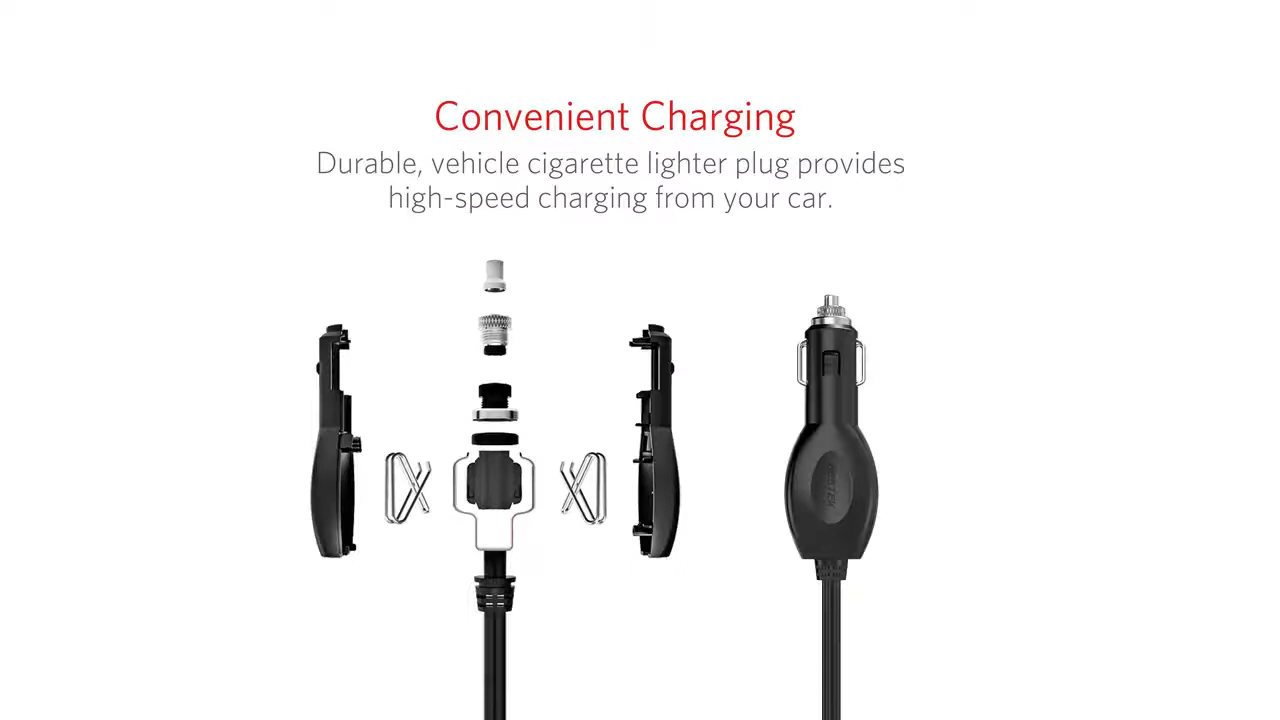 Convenient Charging
Durable, vehicle cigarette lighter plug provides
high-speed charging from your car.